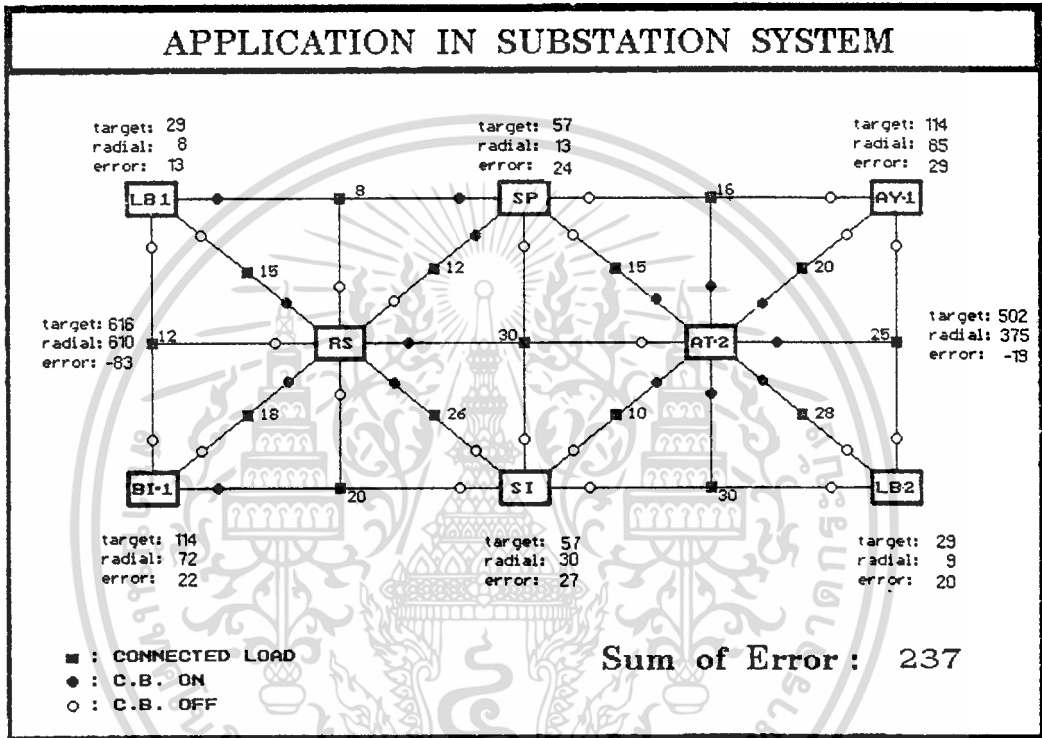 APPLICATION IN SUBSTATION SYSTEM
target: 29
radial: 8
error: 13
target: 57
radial: 13
error: 24
target: 114
radial: 85
error: 29
LB1
8
SP
16
AY-1
15
12
15
20
target: 616
radial: 610
error: -83
12
RS
30
AT-2
25
target: 502
radial: 375
error: -19
18
26
10
28
BI-1
20
SI
30
LB-2
target: 114
radial: 72
error: 22
target: 57
radial: 30
error: 27
target: 29
radial: 9
error: 20
■ : CONNECTED LOAD
● : C.B. ON
○ : C.B. OFF
Sum of Error : 237